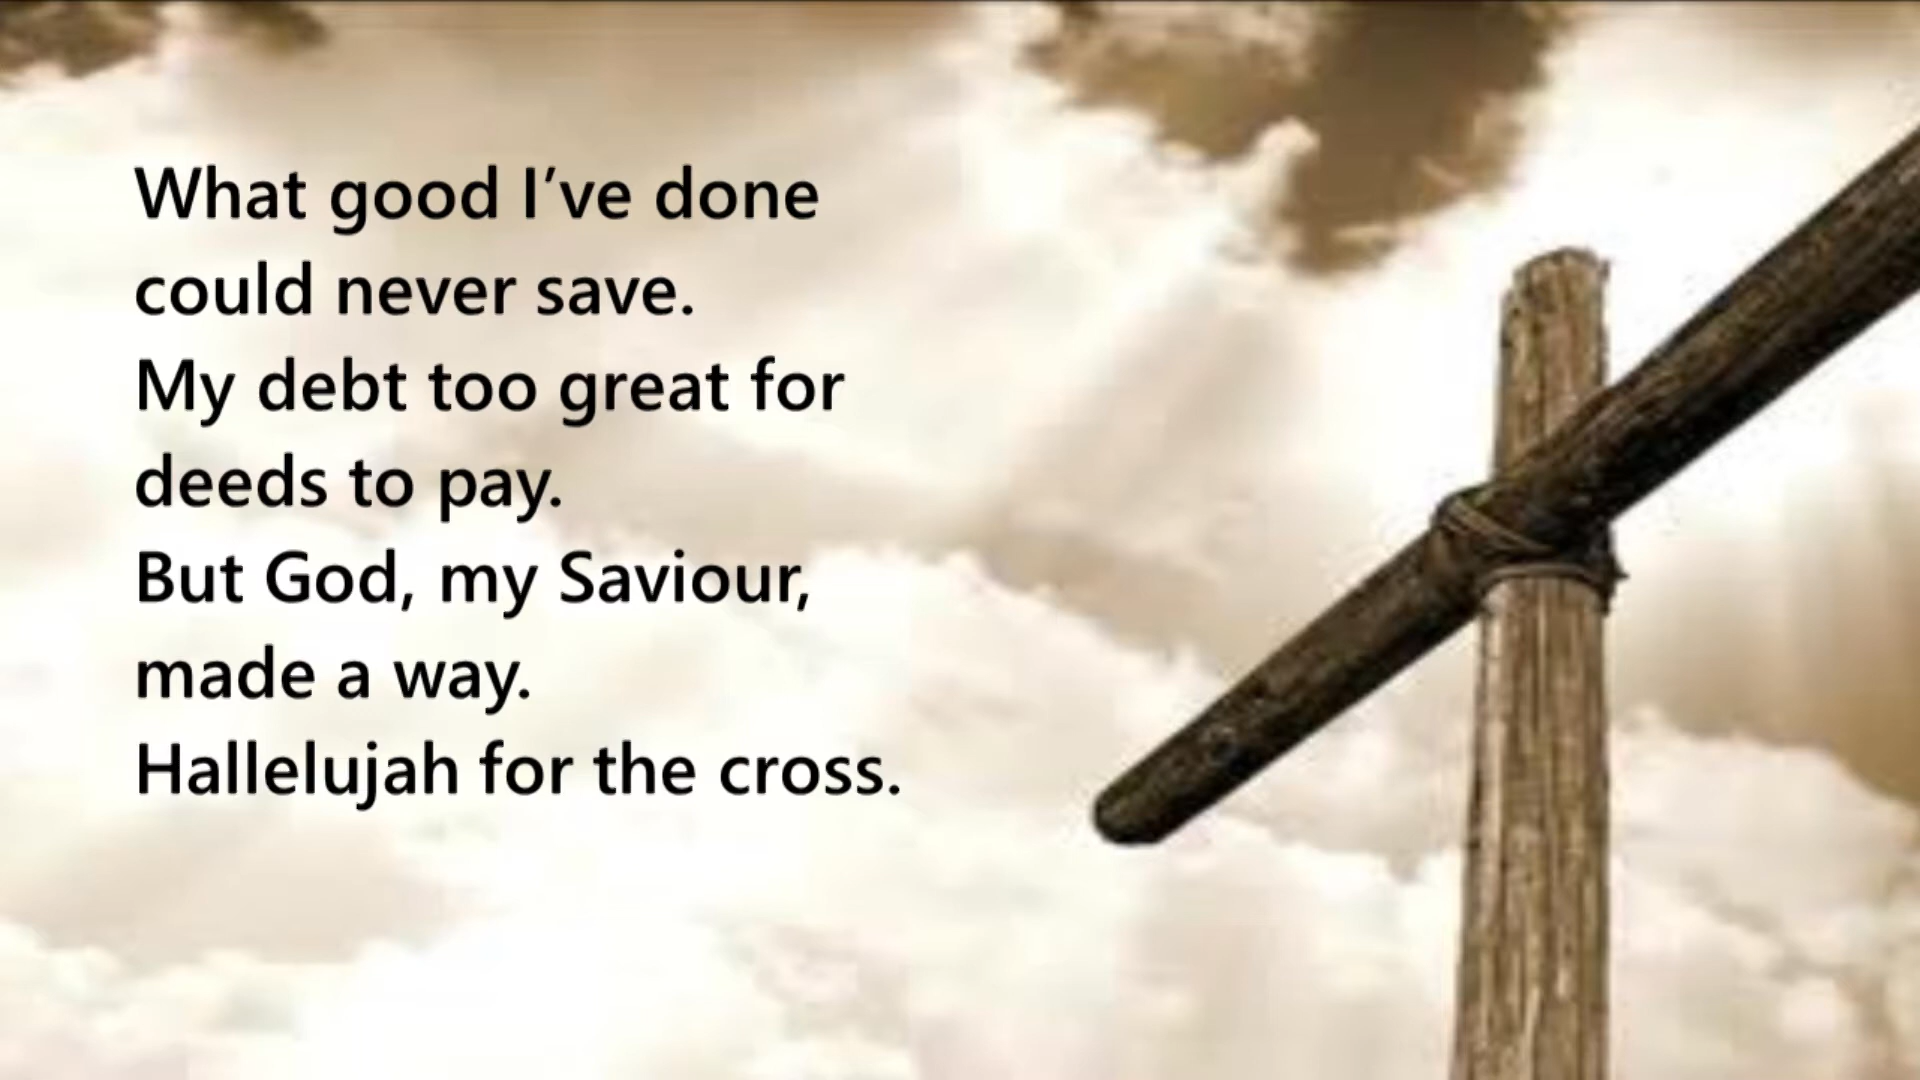 What good I’ve done
could never save.
My debt too great for
deeds to pay.
But God, my Saviour,
made a way.
Hallelujah for the cross.